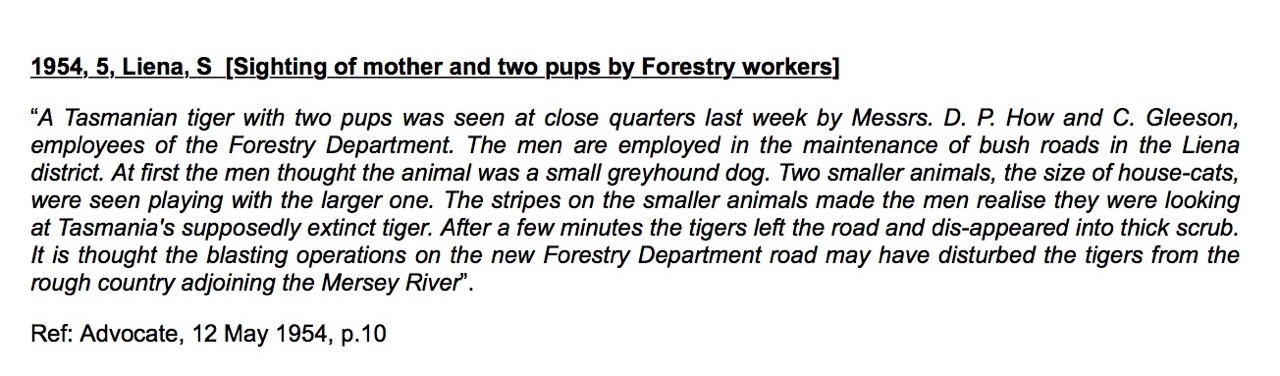 1954, 5, Liena, S  [Sighting of mother and two pups by Forestry workers]
“A Tasmanian tiger with two pups was seen at close quarters last week by Messrs. D. P. How and C. Gleeson,
employees of the Forestry Department. The men are employed in the maintenance of bush roads in the Liena
district. At first the men thought the animal was a small greyhound dog. Two smaller animals, the size of house-cats,
were seen playing with the larger one. The stripes on the smaller animals made the men realise they were looking
at Tasmania's supposedly extinct tiger. After a few minutes the tigers left the road and dis-appeared into thick scrub.
It is thought the blasting operations on the new Forestry Department road may have disturbed the tigers from the
rough country adjoining the Mersey River”.
Ref: Advocate, 12 May 1954, p.10